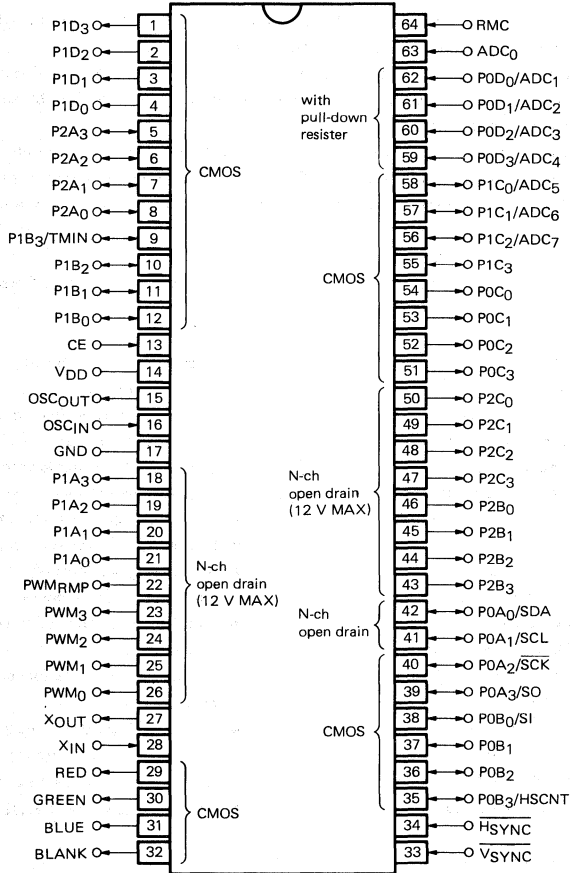 P1D3 1
P1D2 2
P1D1 3
P1D0 4
P2A3 5
P2A2 6
P2A1 7
P2A0 8
P1B3/TMIN 9
P1B2 10
P1B1 11
P1B0 12
CE 13
VDD 14
OSCOUT 15
OSCIN 16
GND 17
P1A3 18
P1A2 19
P1A1 20
P1A0 21
PWMRMP 22
PWM3 23
PWM2 24
PWM1 25
PWM0 26
XOUT 27
XIN 28
RED 29
GREEN 30
BLUE 31
BLANK 32
CMOS
N-ch
open drain
(12 V MAX)
CMOS
with
pull-down
resister
CMOS
N-ch
open drain
(12 V MAX)
N-ch
open drain
CMOS
64 RMC
63 ADC0
62 P0D0/ADC1
61 P0D1/ADC2
60 P0D2/ADC3
59 P0D3/ADC4
58 P1C0/ADC5
57 P1C1/ADC6
56 P1C2/ADC7
55 P1C3
54 P0C0
53 P0C1
52 P0C2
51 P0C3
50 P2C0
49 P2C1
48 P2C2
47 P2C3
46 P2B0
45 P2B1
44 P2B2
43 P2B3
42 P0A0/SDA
41 P0A1/SCL
40 P0A2/SCK
39 P0A3/SO
38 P0B0/SI
37 P0B1
36 P0B2
35 P0B3/HSCNT
34 HSYNC
33 VSYNC